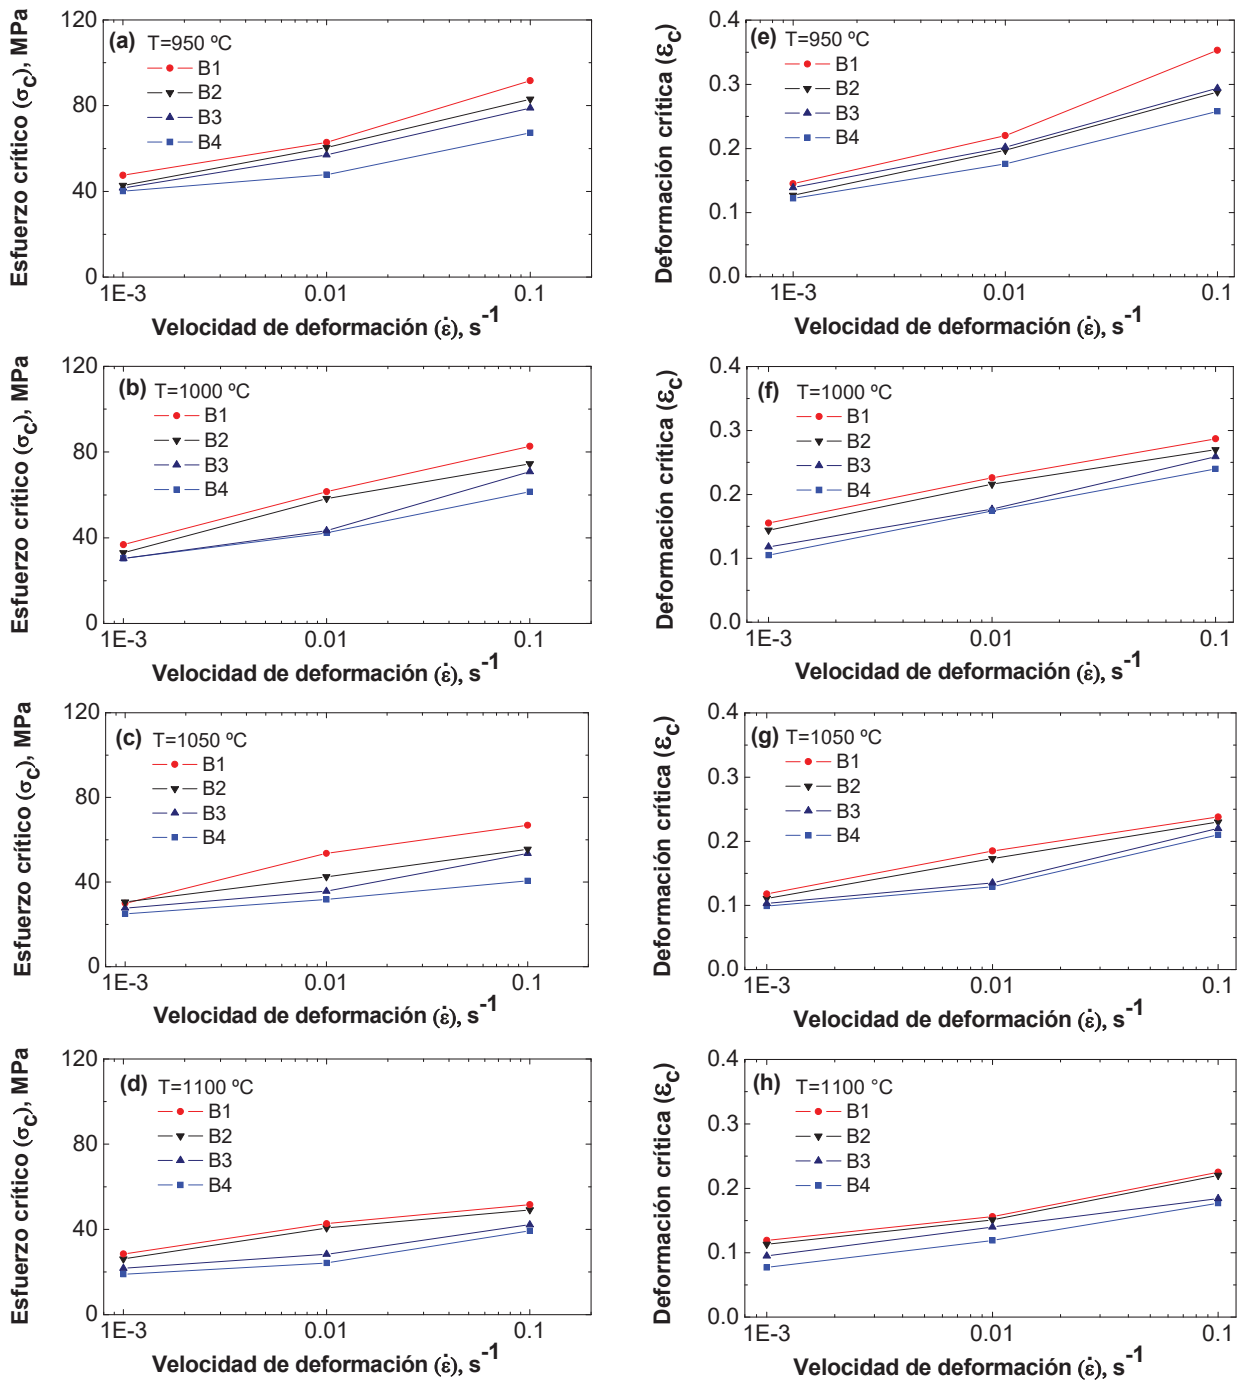 Esfuerzo crítico (σc), MPa
120
80
40
0
(a) T=950 ºC
B1
B2
B3
B4
1E-3 0.01 0.1
Velocidad de deformación (ε̇), s-1
Deformación crítica (εc)
0.4
0.3
0.2
0.1
0.0
(e) T=950 ºC
B1
B2
B3
B4
1E-3 0.01 0.1
Velocidad de deformación (ε̇), s-1
Esfuerzo crítico (σc), MPa
120
80
40
0
(b) T=1000 ºC
B1
B2
B3
B4
1E-3 0.01 0.1
Velocidad de deformación (ε̇), s-1
Deformación crítica (εc)
0.4
0.3
0.2
0.1
0.0
(f) T=1000 ºC
B1
B2
B3
B4
1E-3 0.01 0.1
Velocidad de deformación (ε̇), s-1
Esfuerzo crítico (σc), MPa
120
80
40
0
(c) T=1050 ºC
B1
B2
B3
B4
1E-3 0.01 0.1
Velocidad de deformación (ε̇), s-1
Deformación crítica (εc)
0.4
0.3
0.2
0.1
0.0
(g) T=1050 ºC
B1
B2
B3
B4
1E-3 0.01 0.1
Velocidad de deformación (ε̇), s-1
Esfuerzo crítico (σc), MPa
120
80
40
0
(d) T=1100 ºC
B1
B2
B3
B4
1E-3 0.01 0.1
Velocidad de deformación (ε̇), s-1
Deformación crítica (εc)
0.4
0.3
0.2
0.1
0.0
(h) T=1100 °C
B1
B2
B3
B4
1E-3 0.01 0.1
Velocidad de deformación (ε̇), s-1